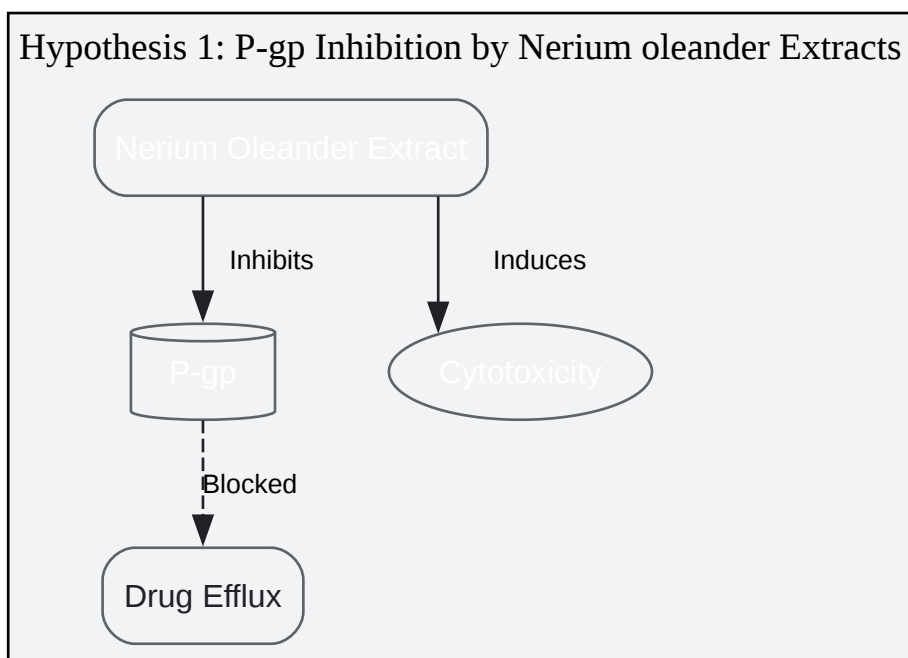 Hypothesis 1: P-gp Inhibition by Nerium oleander Extracts
Nerium Oleander Extract
Inhibits
Induces
P-gp
Cytotoxicity
Blocked
Drug Efflux